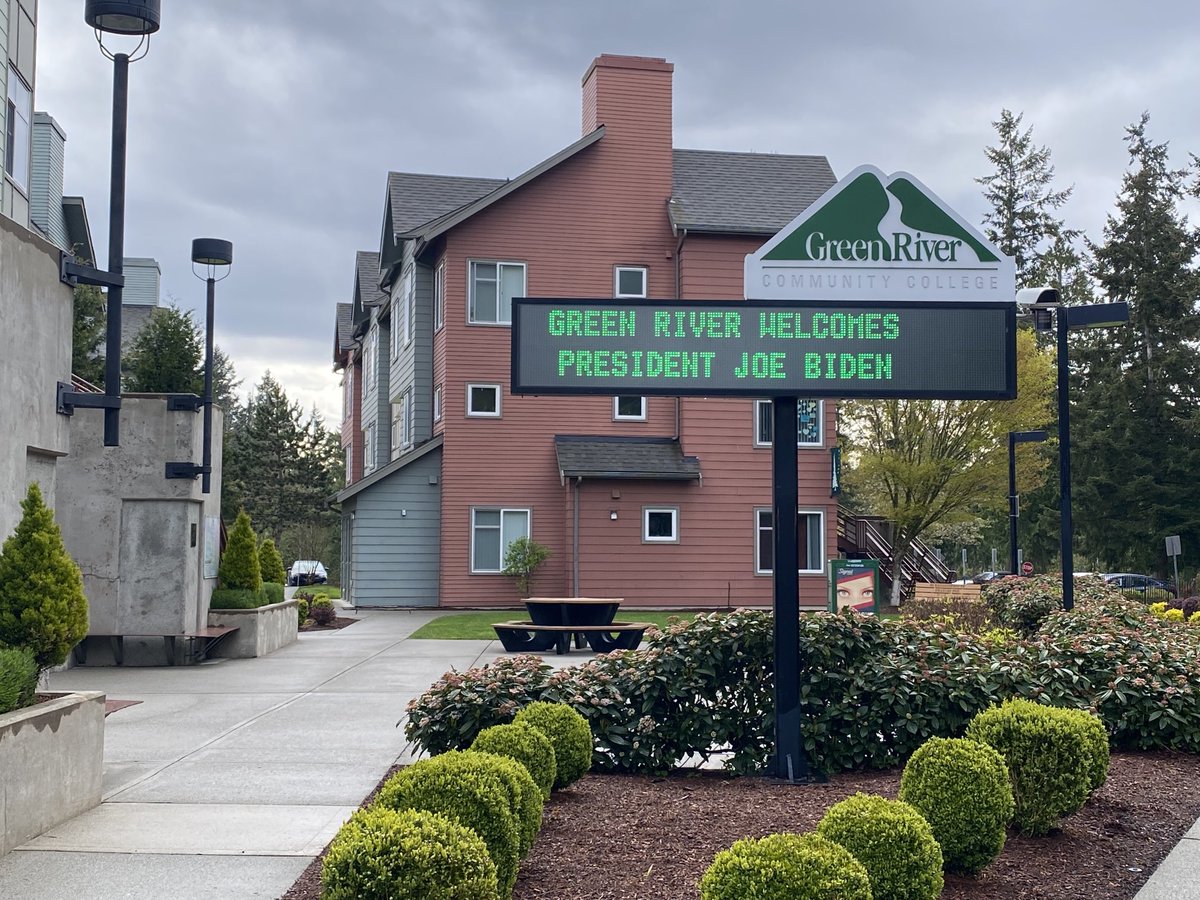 Green River
COMMUNITY COLLEGE
GREEN RIVER WELCOMES
PRESIDENT JOE BIDEN